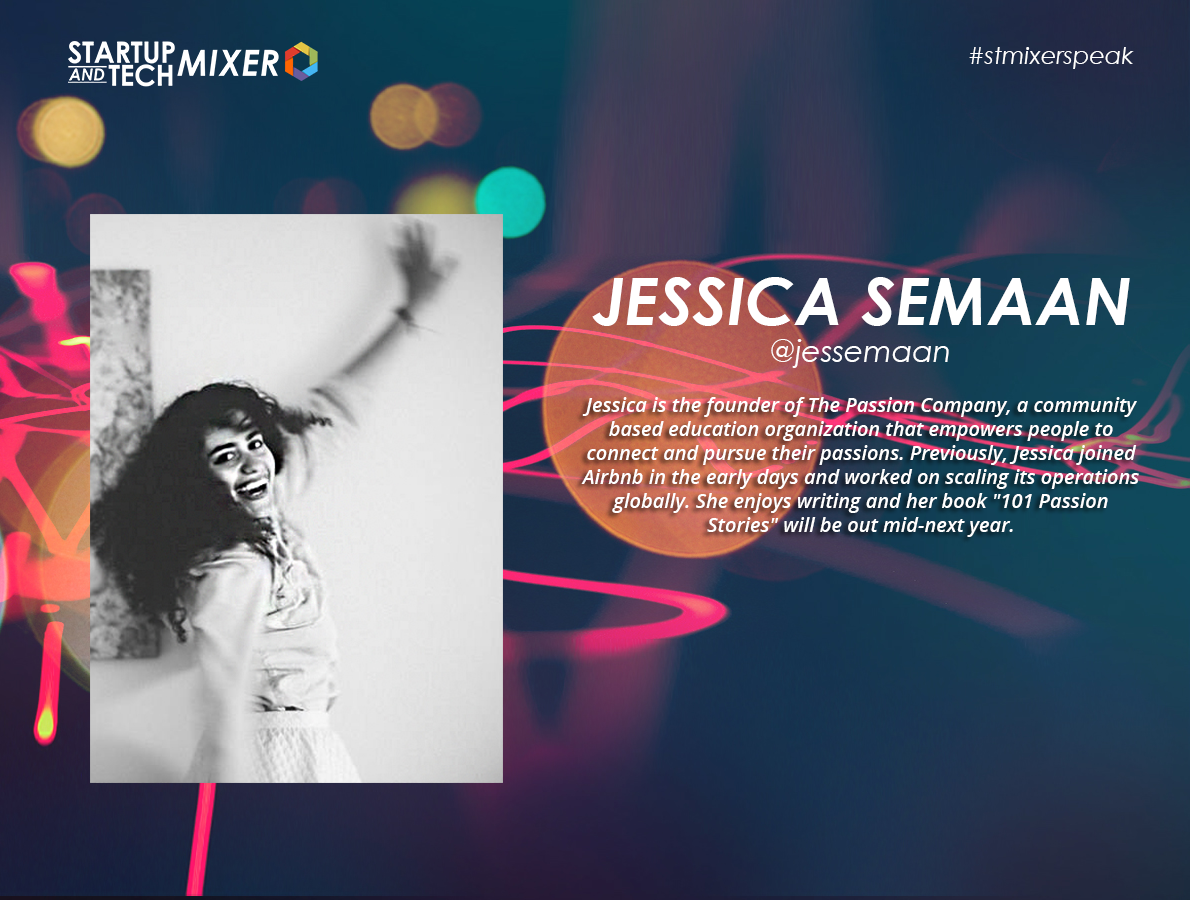 STARTUP
AND TECH MIXER
#stmixerspeak
JESSICA SEMAAN
@jessemaan
Jessica is the founder of The Passion Company, a community
based education organization that empowers people to
connect and pursue their passions. Previously, Jessica joined
Airbnb in the early days and worked on scaling its operations
globally. She enjoys writing and her book "101 Passion
Stories" will be out mid-next year.